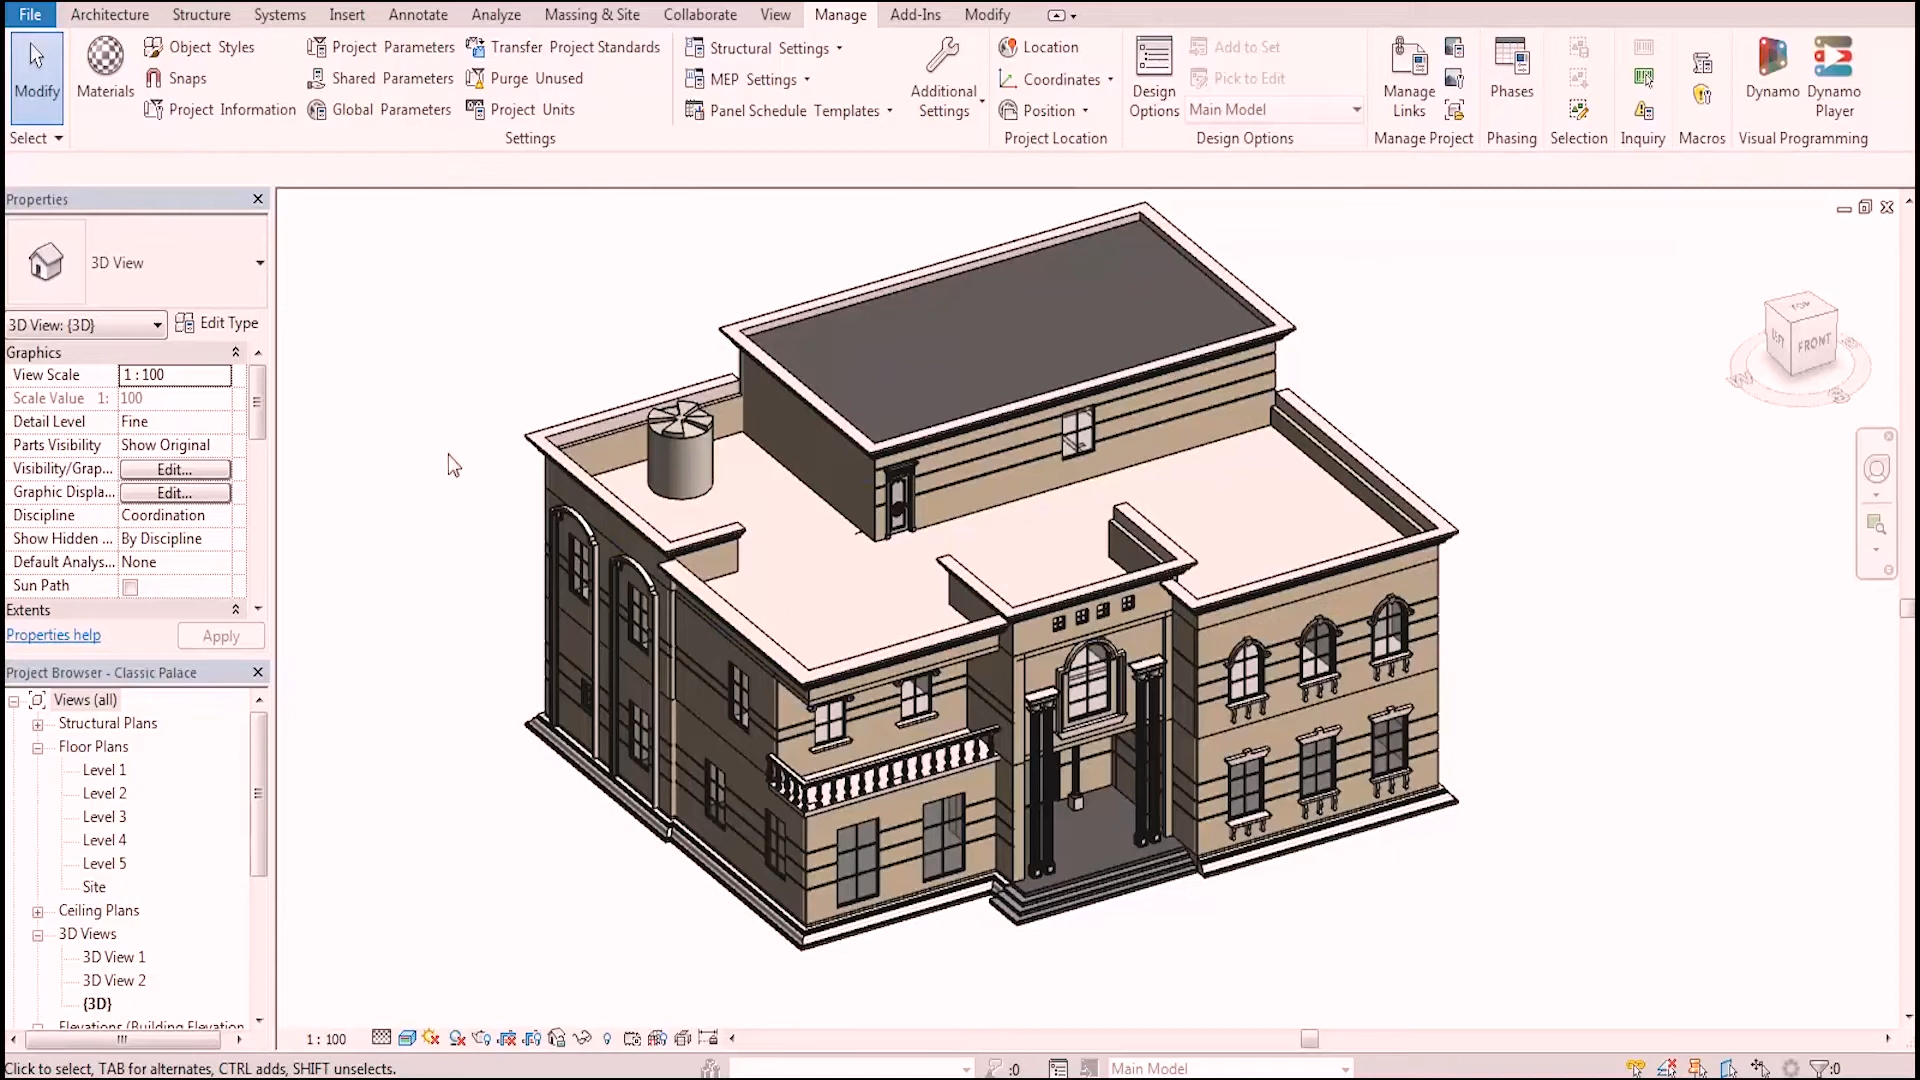 File Architecture Structure Systems Insert Annotate Analyze Massing & Site Collaborate View Manage Add-Ins Modify
Modify
Select
Materials
Object Styles
Snaps
Project Information
Project Parameters
Shared Parameters
Global Parameters
Transfer Project Standards
Purge Unused
Project Units
Settings
Structural Settings
MEP Settings
Panel Schedule Templates
Additional
Settings
Location
Coordinates
Position
Project Location
Design
Options
Add to Set
Pick to Edit
Main Model
Design Options
Manage
Links
Manage Project
Phases
Phasing
Selection
Inquiry
Macros
Dynamo
Dynamo
Player
Visual Programming
Properties
3D View
3D View: {3D}
Edit Type
Graphics
View Scale 1 : 100
Scale Value 1: 100
Detail Level Fine
Parts Visibility Show Original
Visibility/Grap... Edit...
Graphic Displa... Edit...
Discipline Coordination
Show Hidden ... By Discipline
Default Analys... None
Sun Path
Extents
Properties help
Apply
Project Browser - Classic Palace
Views (all)
Structural Plans
Floor Plans
Level 1
Level 2
Level 3
Level 4
Level 5
Site
Ceiling Plans
3D Views
3D View 1
3D View 2
{3D}
Elevations (Building Elevation
TOP
LEFT
FRONT
1 : 100
Click to select, TAB for alternates, CTRL adds, SHIFT unselects.
:0
Main Model
:0